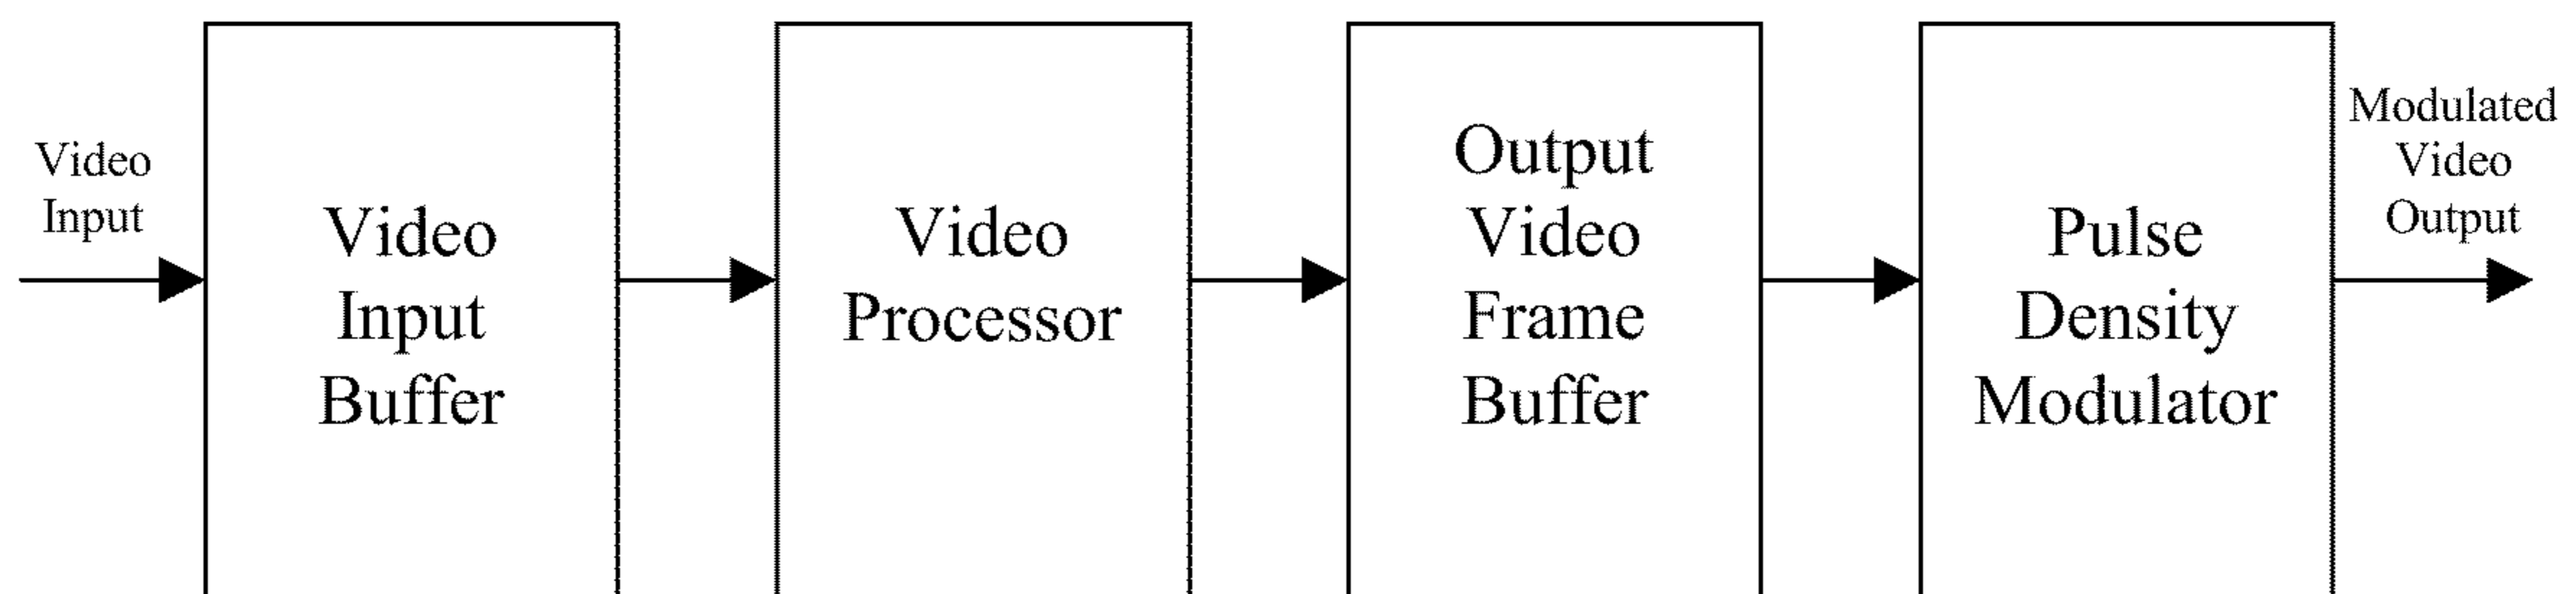 Video
Input
Video
Input
Buffer
Video
Processor
Output
Video
Frame
Buffer
Pulse
Density
Modulator
Modulated
Video
Output